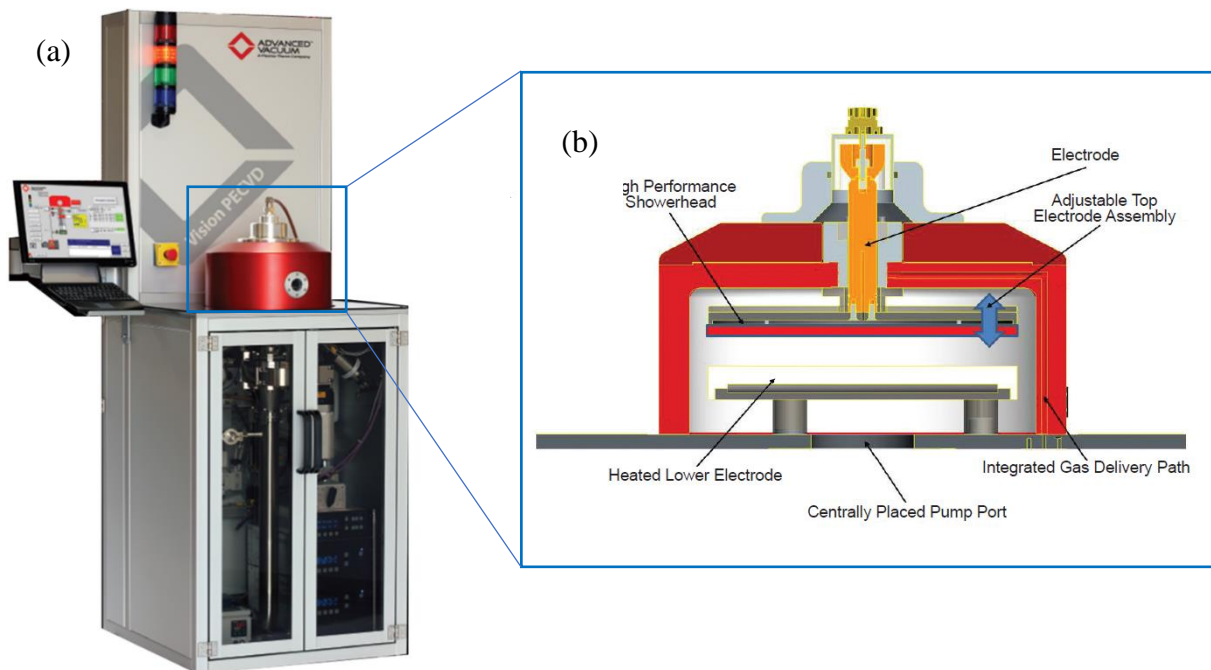 (a)
ADVANCED
VACUUM
Vision PECVD
(b)
Electrode
gh Performance
Showerhead
Adjustable Top
Electrode Assembly
Heated Lower Electrode
Integrated Gas Delivery Path
Centrally Placed Pump Port